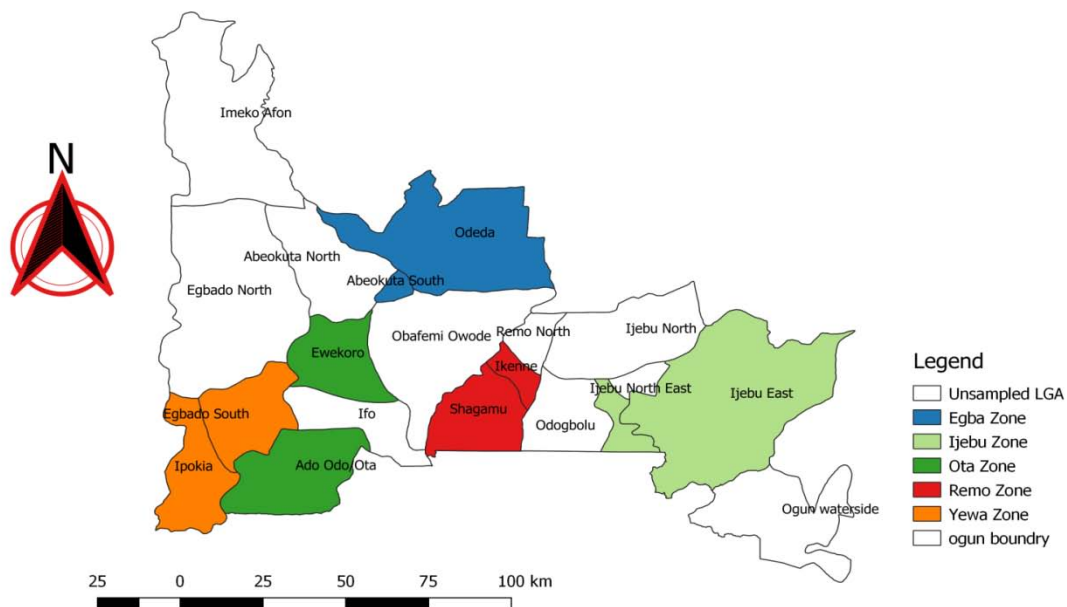 Imeko Afon
N
Odeda
Abeokuta North
Abeokuta South
Egbado North
Obafemi Owode
Remo North
Ijebu North
Ewekoro
Ikenne
Ijebu North East
Ijebu East
Egbado South
Ifo
Shagamu
Odogbolu
Ipokia
Ado Odo/Ota
Ogun waterside
Legend
Unsampled LGA
Egba Zone
Ijebu Zone
Ota Zone
Remo Zone
Yewa Zone
ogun boundry
25 0 25 50 75 100 km